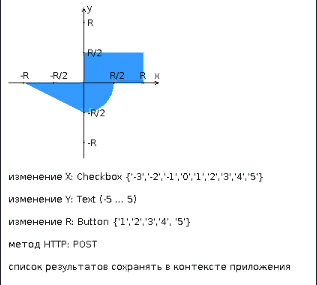 y
R
R/2
-R
-R/2
R/2
R
x
-R/2
-R
изменение X: Checkbox {'-3','-2','-1','0','1','2','3','4','5'}
изменение Y: Text (-5 ... 5)
изменение R: Button {'1','2','3','4', '5'}
метод HTTP: POST
список результатов сохранять в контексте приложения